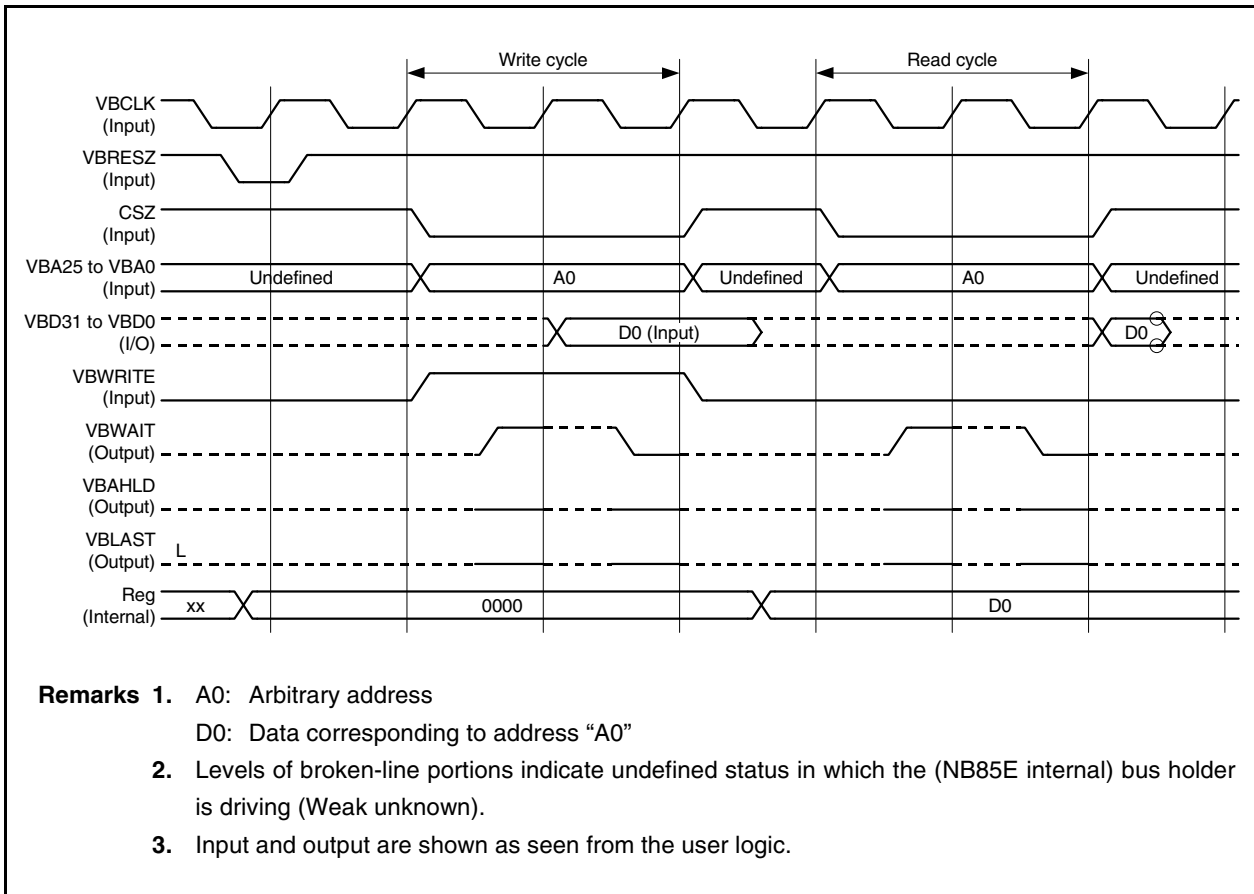 Write cycle
Read cycle
VBCLK
(Input)
VBRESZ
(Input)
CSZ
(Input)
VBA25 to VBA0
(Input)
Undefined
A0
Undefined
A0
Undefined
VBD31 to VBD0
(I/O)
D0 (Input)
D0
VBWRITE
(Input)
VBWAIT
(Output)
VBAHLD
(Output)
VBLAST
(Output)
L
Reg
(Internal)
xx
0000
D0
Remarks 1. A0: Arbitrary address
D0: Data corresponding to address “A0”
2. Levels of broken-line portions indicate undefined status in which the (NB85E internal) bus holder
is driving (Weak unknown).
3. Input and output are shown as seen from the user logic.